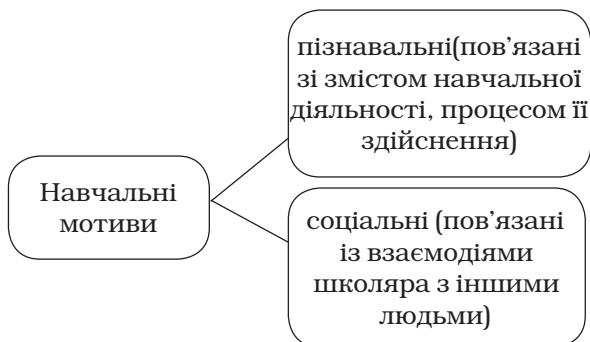 пізнавальні(пов’язані
зі змістом навчальної
діяльності, процесом її
здійснення)
Навчальні
мотиви
соціальні (пов’язані
із взаємодіями
школяра з іншими
людьми)